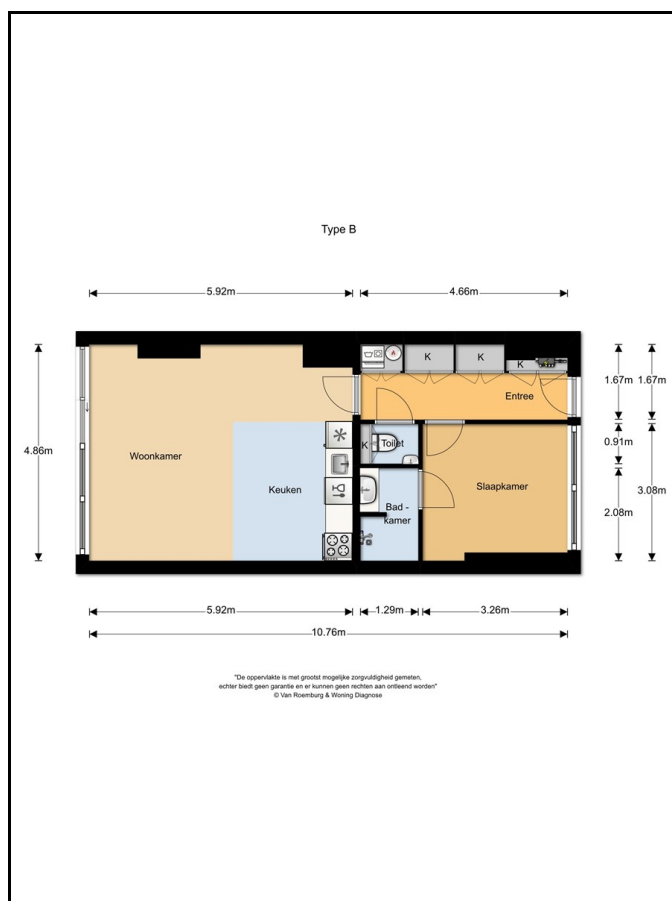 Type B
5.92m
4.66m
K
K
K
1.67m
1.67m
Entree
4.86m
Woonkamer
Keuken
K
Toilet
Bad -
kamer
Slaapkamer
0.91m
3.08m
2.08m
5.92m
1.29m
3.26m
10.76m
"De oppervlakte is met grootst mogelijke zorgvuldigheid gemeten,
echter biedt geen garantie en er kunnen geen rechten aan ontleend worden"
© Van Roemburg & Woning Diagnose